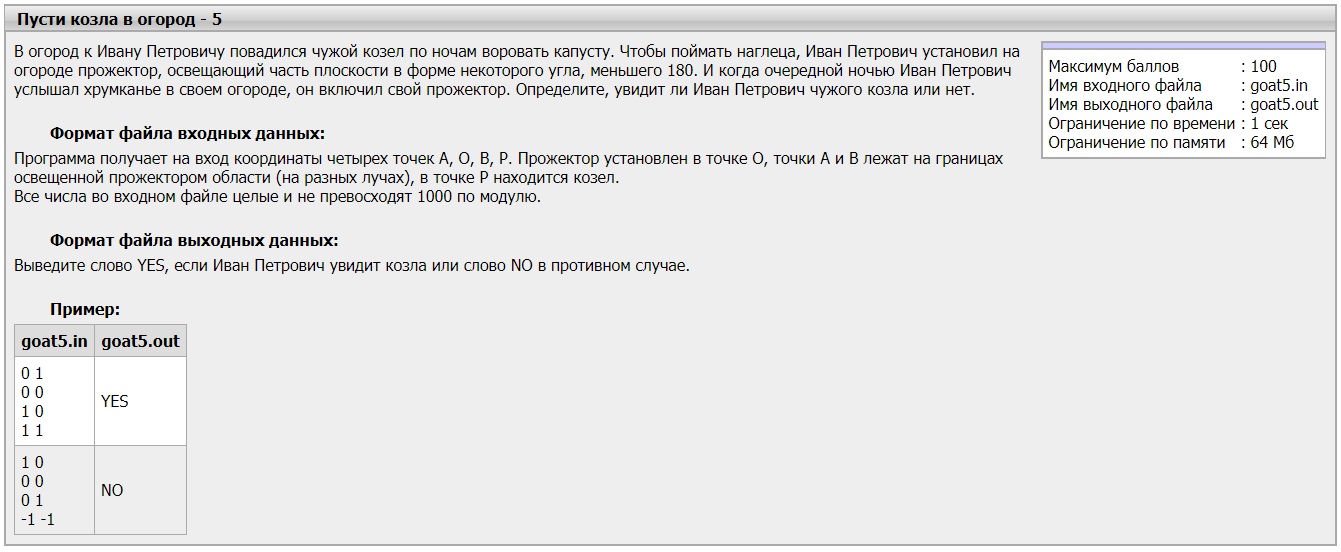 Пусти козла в огород - 5
В огород к Ивану Петровичу повадился чужой козел по ночам воровать капусту. Чтобы поймать наглеца, Иван Петрович установил на
огороде прожектор, освещающий часть плоскости в форме некоторого угла, меньшего 180. И когда очередной ночью Иван Петрович
услышал хрумканье в своем огороде, он включил свой прожектор. Определите, увидит ли Иван Петрович чужого козла или нет.
Максимум баллов : 100
Имя входного файла : goat5.in
Имя выходного файла : goat5.out
Ограничение по времени : 1 сек
Ограничение по памяти : 64 Мб
Формат файла входных данных:
Программа получает на вход координаты четырех точек A, O, B, P. Прожектор установлен в точке O, точки A и B лежат на границах
освещенной прожектором области (на разных лучах), в точке P находится козел.
Все числа во входном файле целые и не превосходят 1000 по модулю.
Формат файла выходных данных:
Выведите слово YES, если Иван Петрович увидит козла или слово NO в противном случае.
Пример:
goat5.in goat5.out
0 1
0 0
1 0
1 1
YES
1 0
0 0
0 1
-1 -1
NO